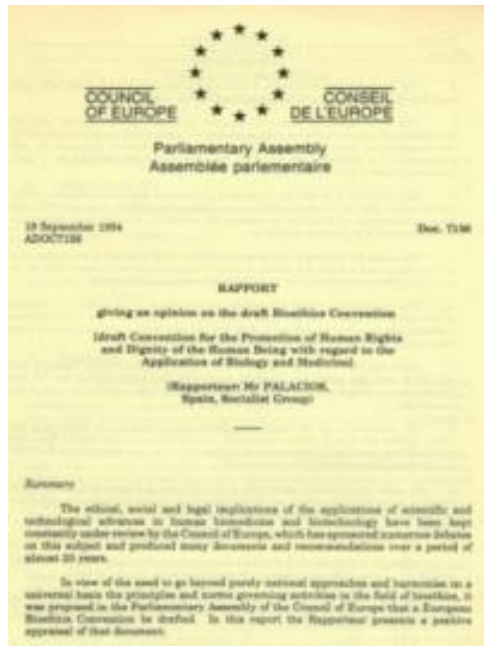 COUNCIL OF EUROPE
CONSEIL DE L'EUROPE
Parliamentary Assembly
Assemblée parlementaire
19 September 1994
Doc. 7156
ADOC7156
RAPPORT
giving an opinion on the draft Bioethics Convention
[draft Convention for the Promotion of Human Rights
and Dignity of the Human Being with regard to the
Application of Biology and Medicine]
(Rapporteur: Mr PALACIOS,
Spain, Socialist Group)
Summary
The ethical, social and legal implications of the applications of scientific and
technological advances in human biomedicine and biotechnology have been kept
constantly under review by the Council of Europe, which has sponsored numerous debates
on this subject and produced many documents and recommendations over a period of
almost 20 years.
In view of the need to go beyond purely national approaches and harmonise on a
universal basis the principles and norms governing activities in the field of bioethics, it
was proposed in the Parliamentary Assembly of the Council of Europe that a European
Bioethics Convention be drafted. In this report the Rapporteur presents a positive
appraisal of that document.